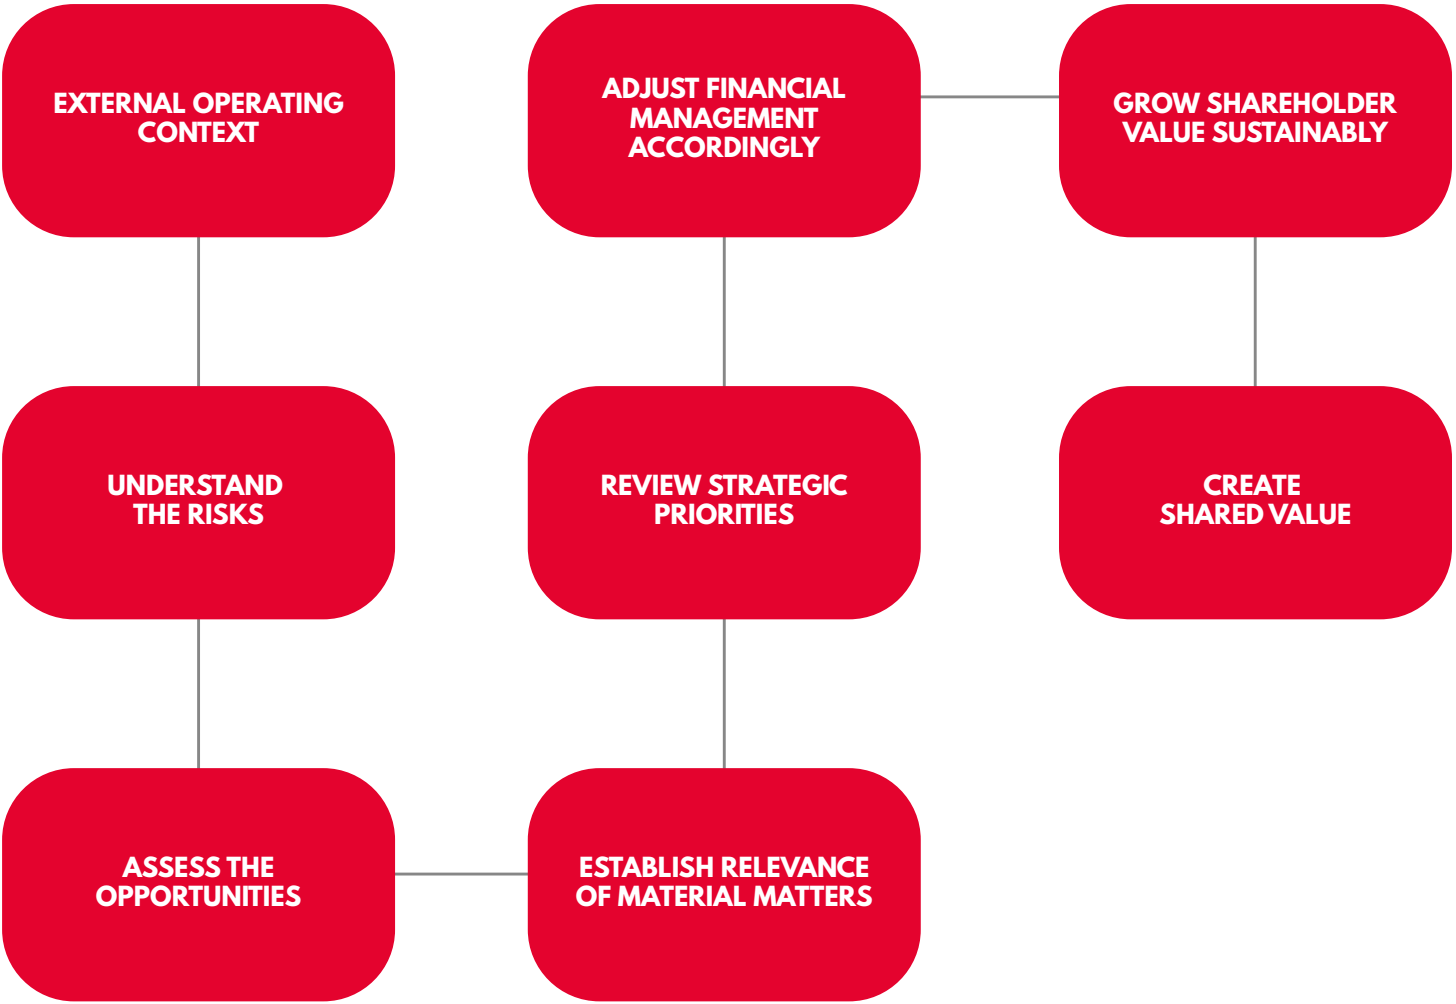 EXTERNAL OPERATING
CONTEXT
UNDERSTAND
THE RISKS
ASSESS THE
OPPORTUNITIES
ESTABLISH RELEVANCE
OF MATERIAL MATTERS
REVIEW STRATEGIC
PRIORITIES
ADJUST FINANCIAL
MANAGEMENT
ACCORDINGLY
GROW SHAREHOLDER
VALUE SUSTAINABLY
CREATE
SHARED VALUE